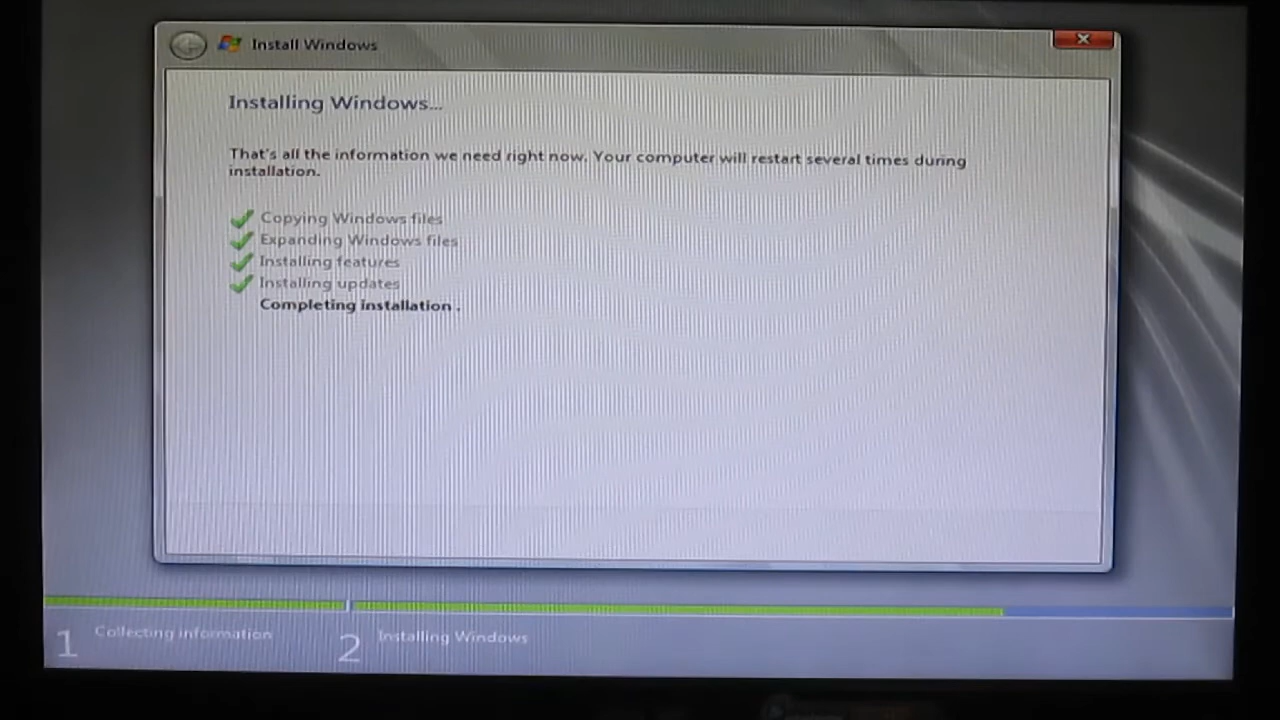 Install Windows
Installing Windows...
That's all the information we need right now. Your computer will restart several times during
installation.
Copying Windows files
Expanding Windows files
Installing features
Installing updates
Completing installation .
1 Collecting information
2 Installing Windows